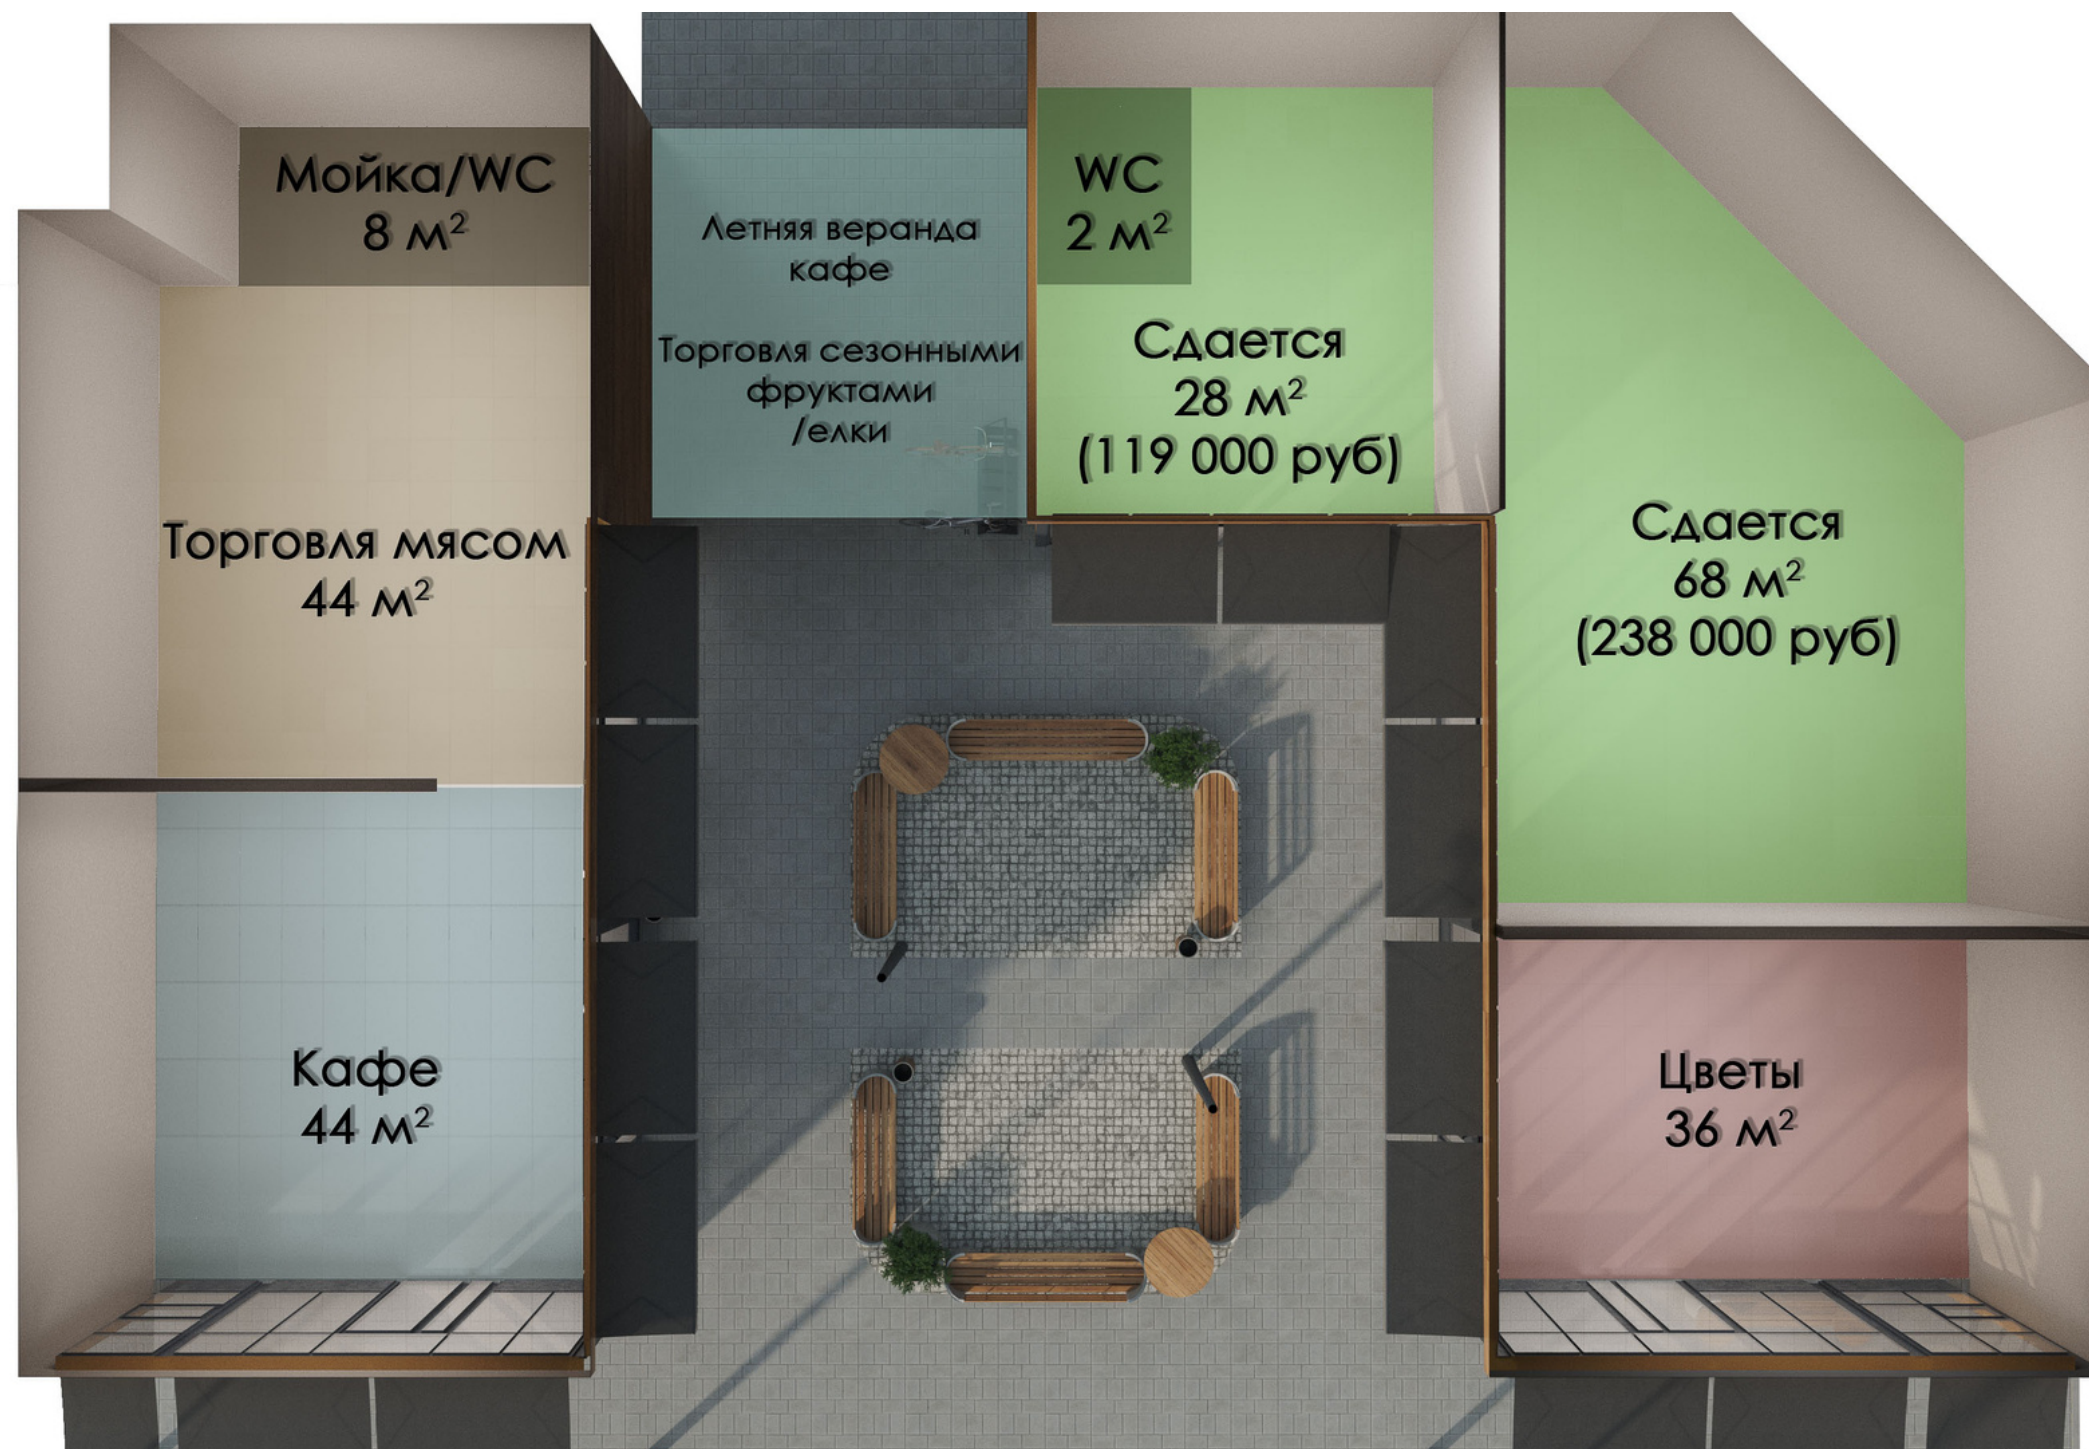 Мойка/WC
8 м²
Летняя веранда
кафе
Торговля сезонными
фруктами
/елки
WC
2 м²
Сдается
28 м²
(119 000 руб)
Сдается
68 м²
(238 000 руб)
Торговля мясом
44 м²
Кафе
44 м²
Цветы
36 м²